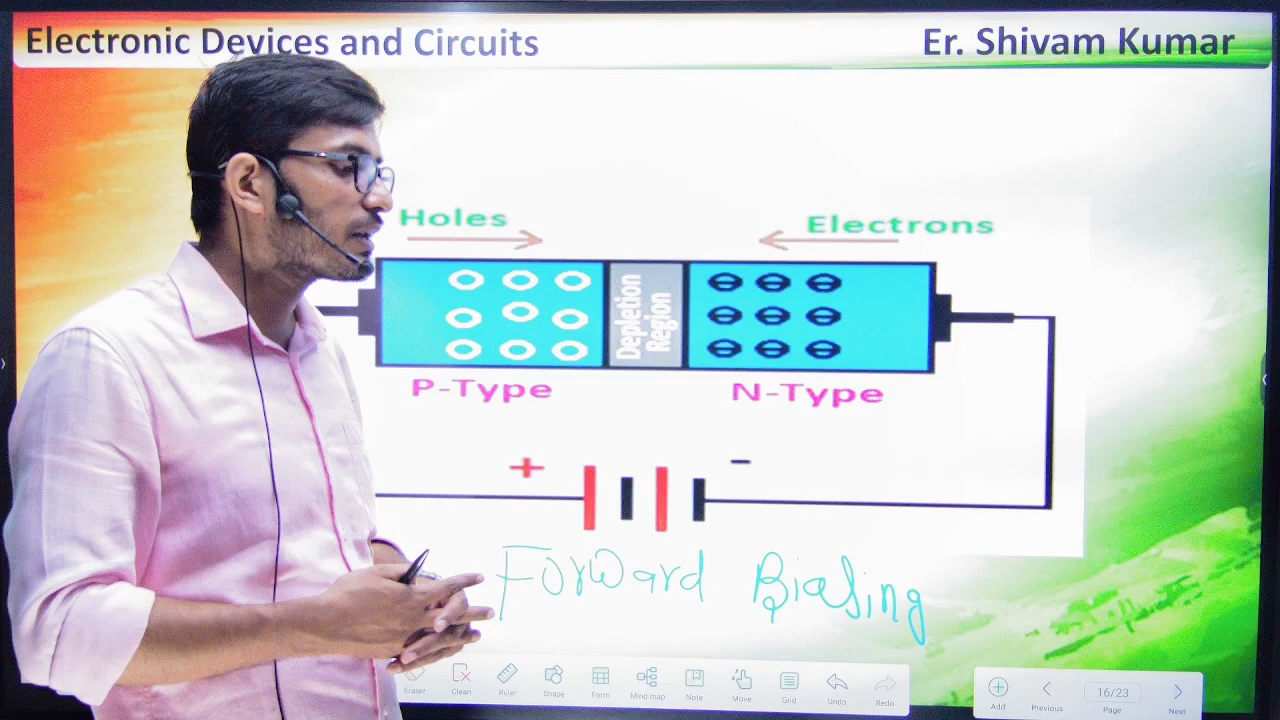 Electronic Devices and Circuits
Er. Shivam Kumar
Holes
Electrons
Depletion
Region
P-Type
N-Type
+
-
Forward Biasing
Eraser Clean Ruler Shape Form Mind map Note Move Grid Undo Redo
Add Previous 16/23 Page Next